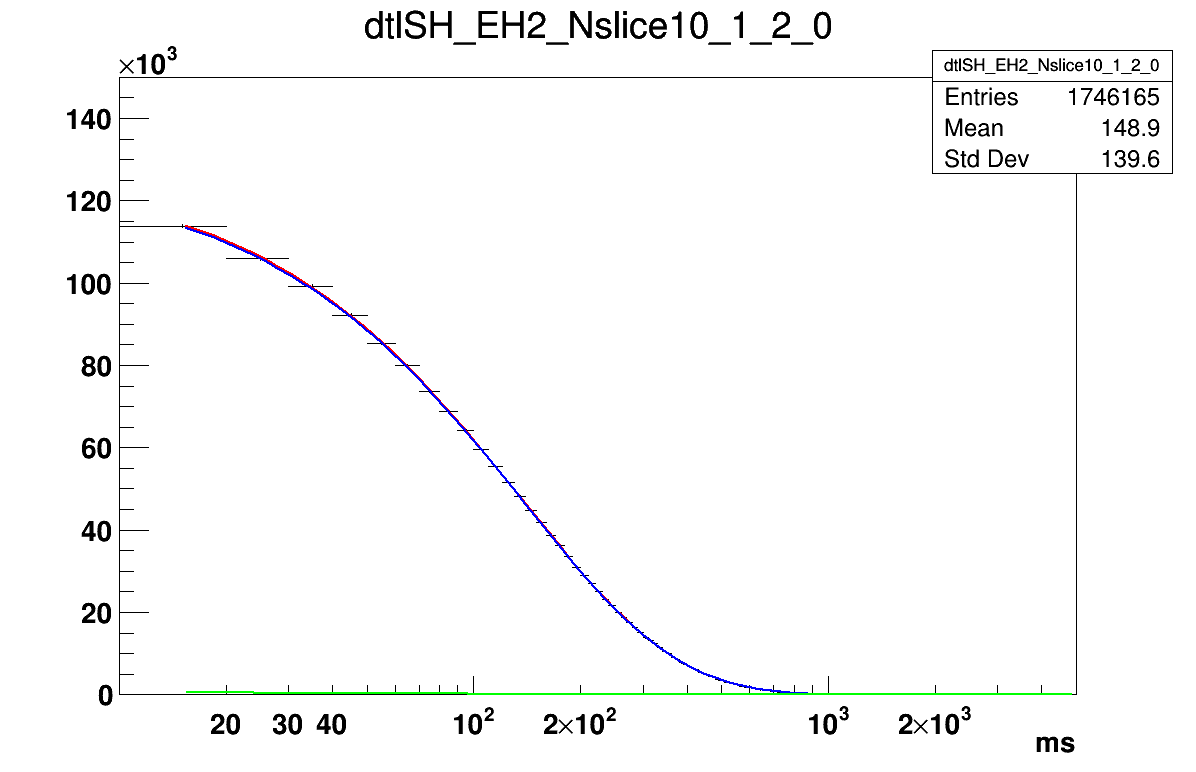 dtlSH_EH2_Nslice10_1_2_0
×10³
dtlSH_EH2_Nslice10_1_2_0
Entries 1746165
Mean 148.9
Std Dev 139.6
140
120
100
80
60
40
20
0
20 30 40 10² 2×10² 10³ 2×10³
ms